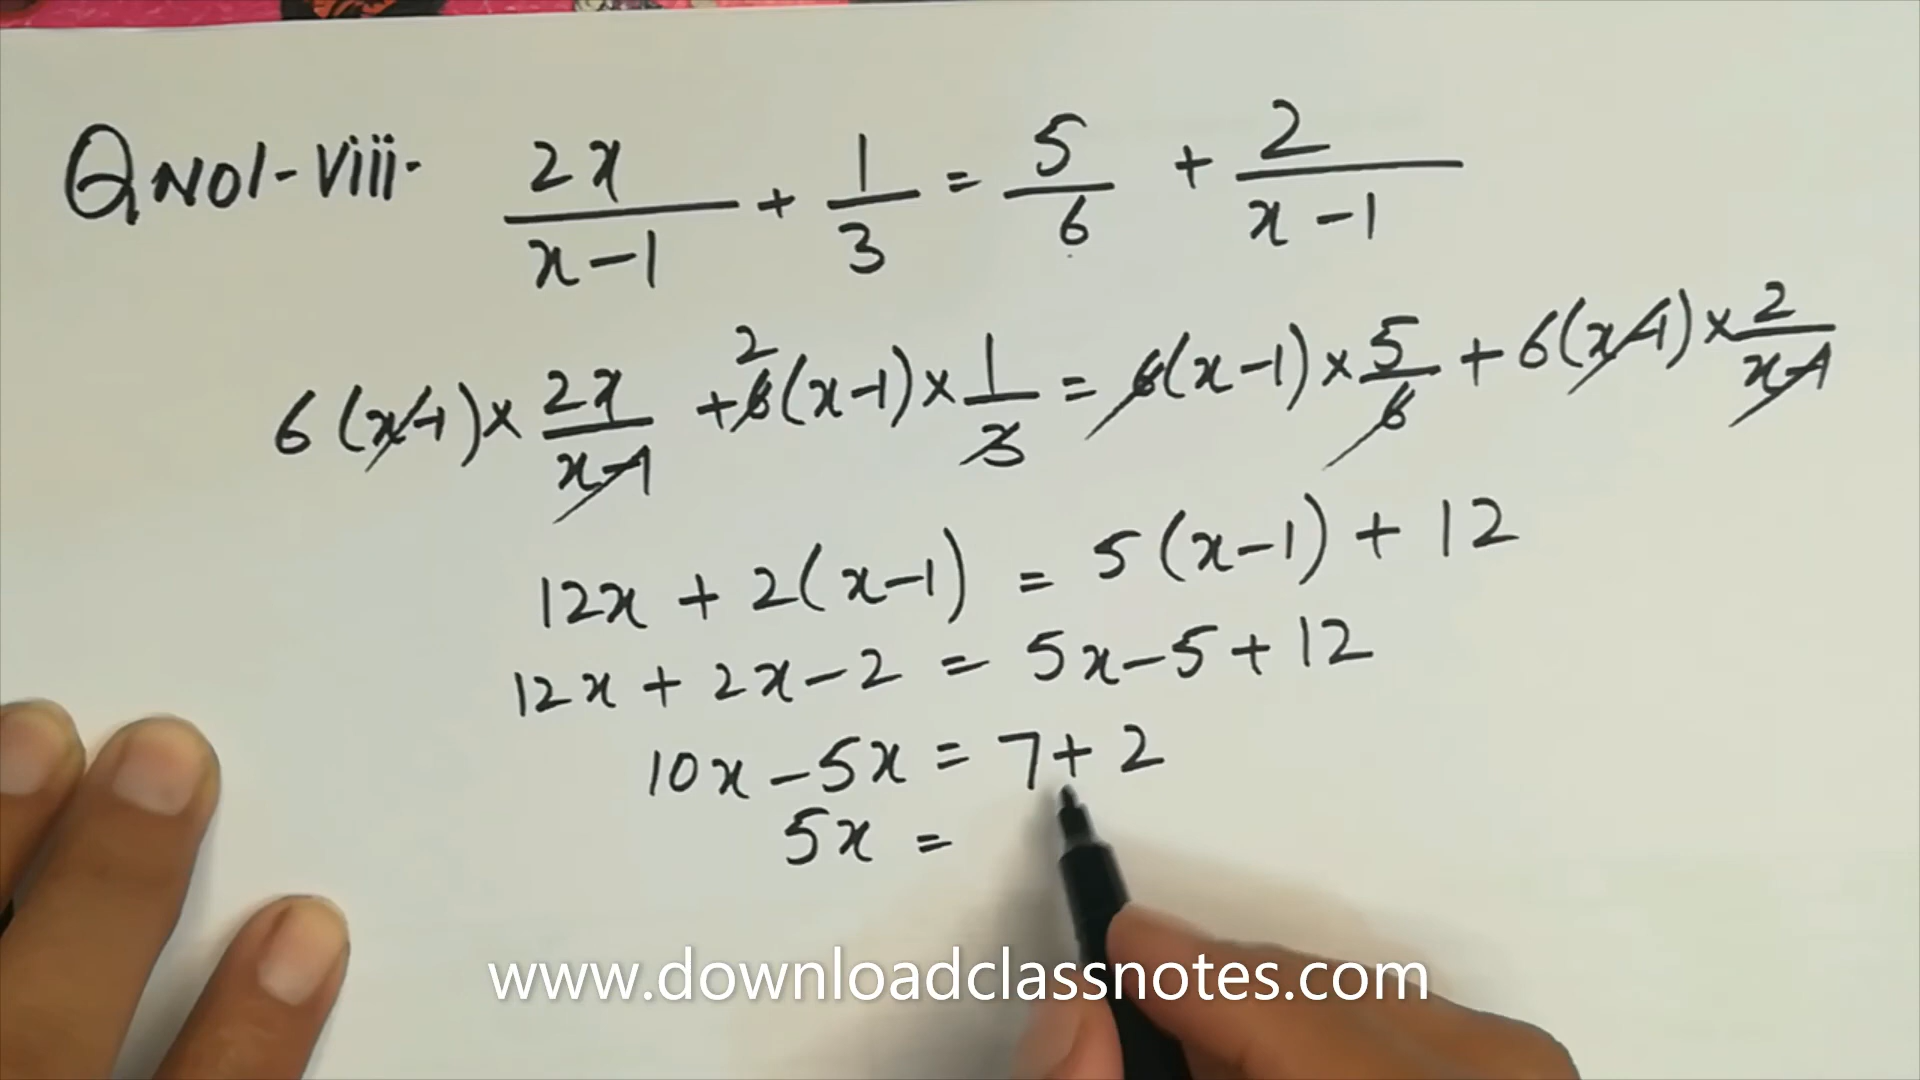 QNo1-viii- 2x/x-1 + 1/3 = 5/6 + 2/x-1
6(x-1) × 2x/x-1 + 2 6(x-1) × 1/3 = 6(x-1) × 5/6 + 6(x-1) × 2/x-1
12x + 2(x-1) = 5(x-1) + 12
12x + 2x - 2 = 5x - 5 + 12
10x - 5x = 7 + 2
5x =
www.downloadclassnotes.com